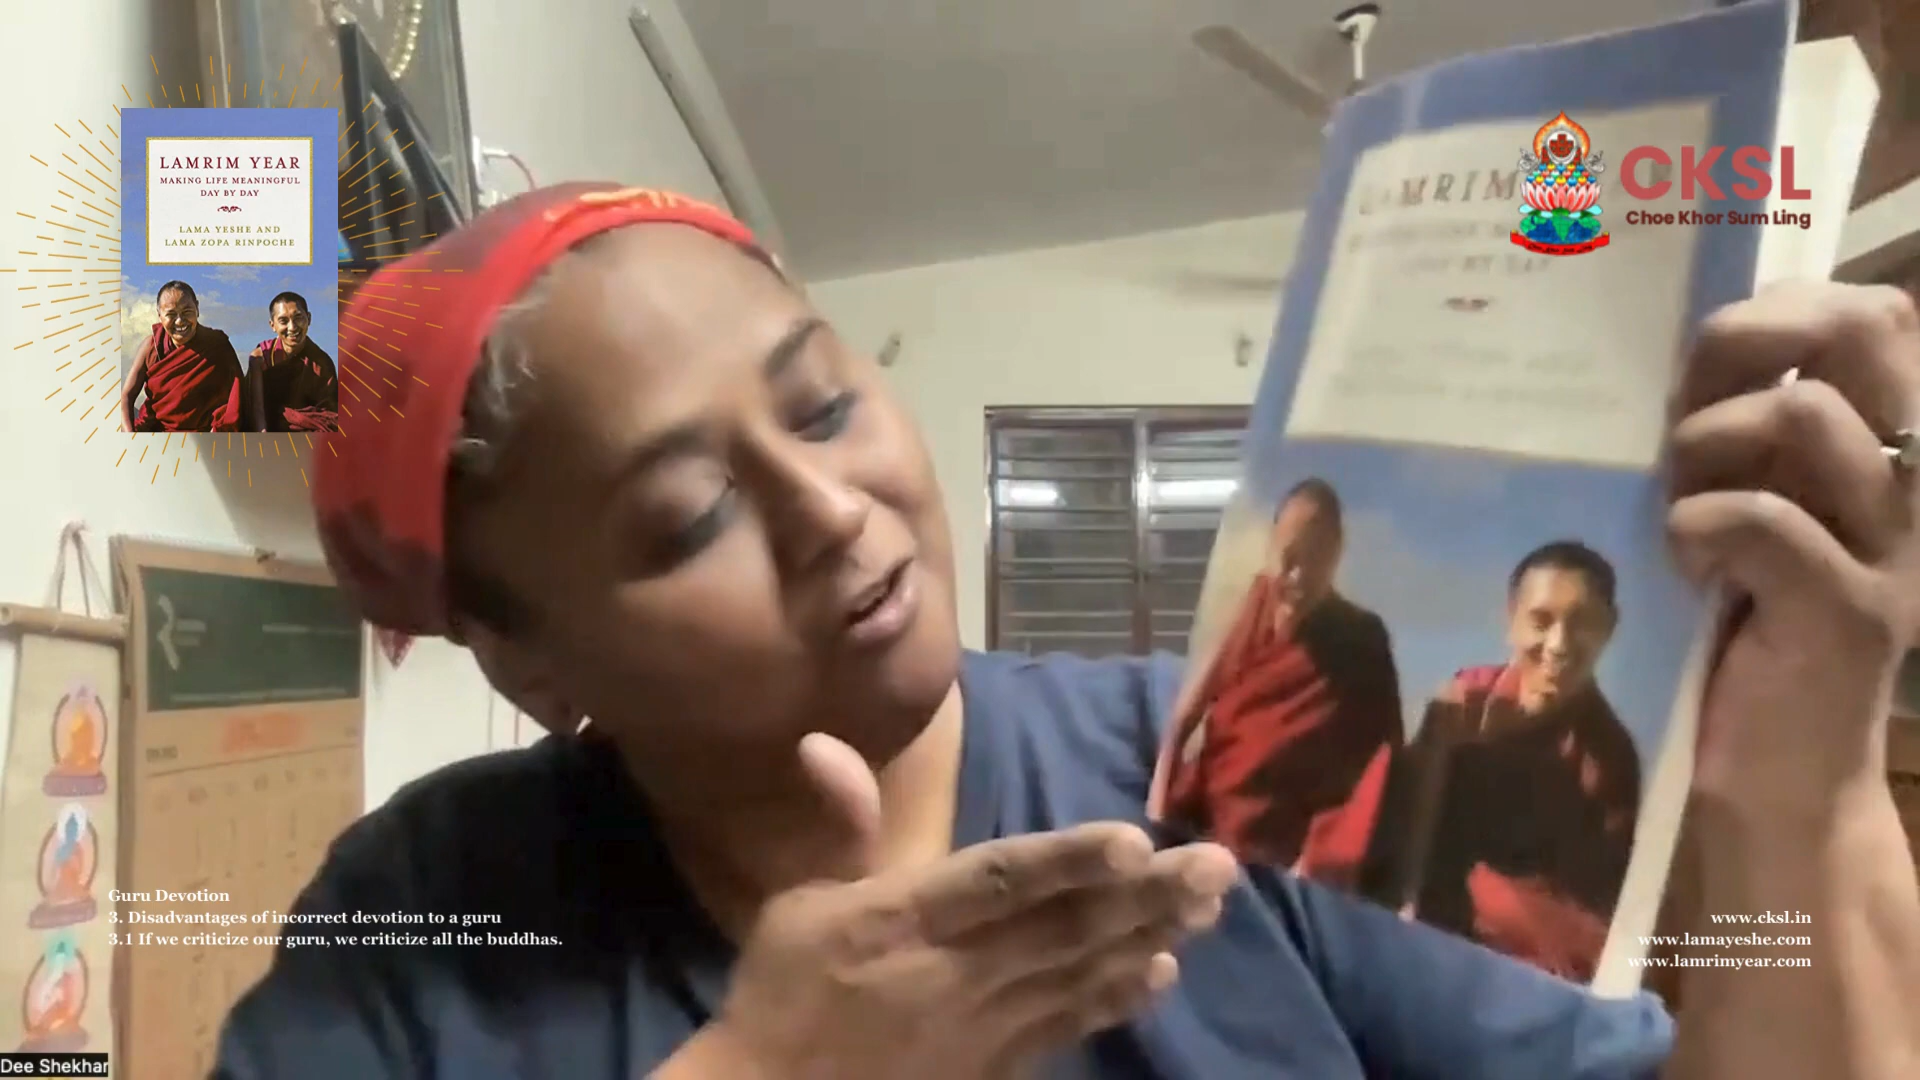 LAMRIM YEAR
MAKING LIFE MEANINGFUL
DAY BY DAY
LAMA YESHE AND
LAMA ZOPA RINPOCHE
LAMRIM
CKSL
Choe Khor Sum Ling
Guru Devotion
3. Disadvantages of incorrect devotion to a guru
3.1 If we criticize our guru, we criticize all the buddhas.
www.cksl.in
www.lamayeshe.com
www.lamrimyear.com
Dee Shekhar